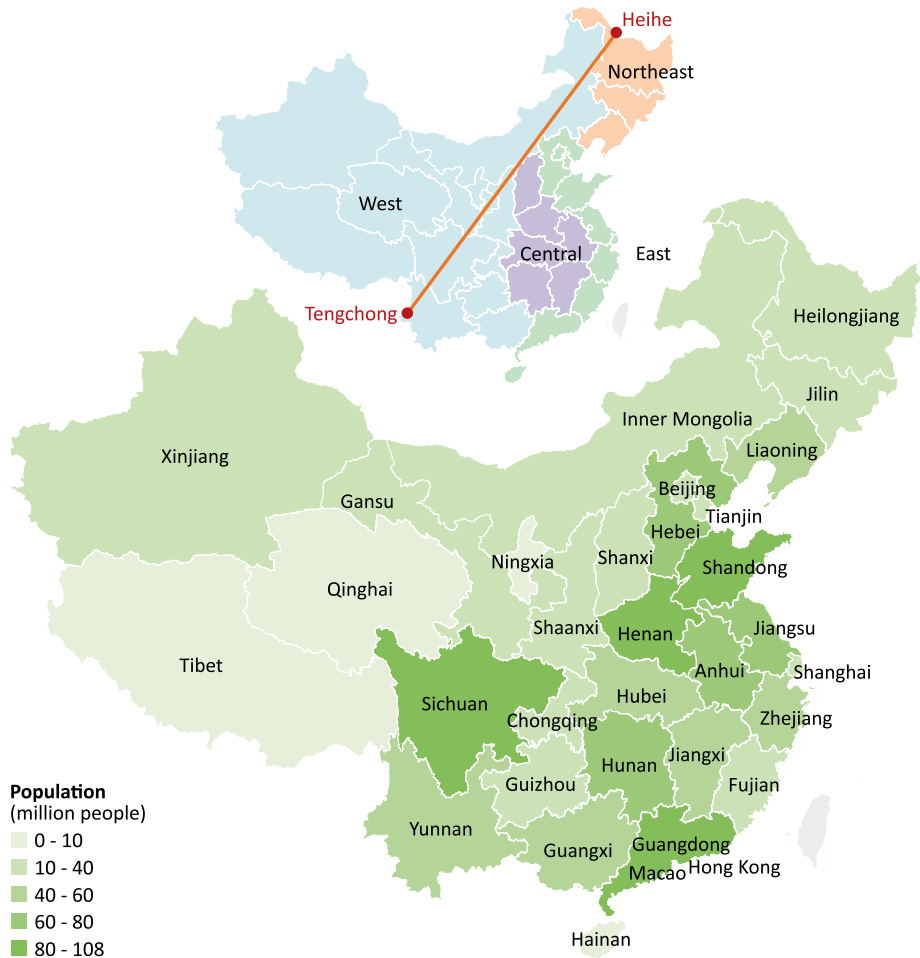 Heihe
Northeast
West
Central
East
Tengchong
Heilongjiang
Jilin
Inner Mongolia
Liaoning
Xinjiang
Gansu
Beijing
Tianjin
Hebei
Ningxia
Shanxi
Shandong
Qinghai
Shaanxi
Henan
Jiangsu
Tibet
Anhui
Shanghai
Sichuan
Hubei
Chongqing
Zhejiang
Jiangxi
Hunan
Guizhou
Fujian
Yunnan
Guangxi
Guangdong
Macao
Hong Kong
Hainan
Population
(million people)
0 - 10
10 - 40
40 - 60
60 - 80
80 - 108